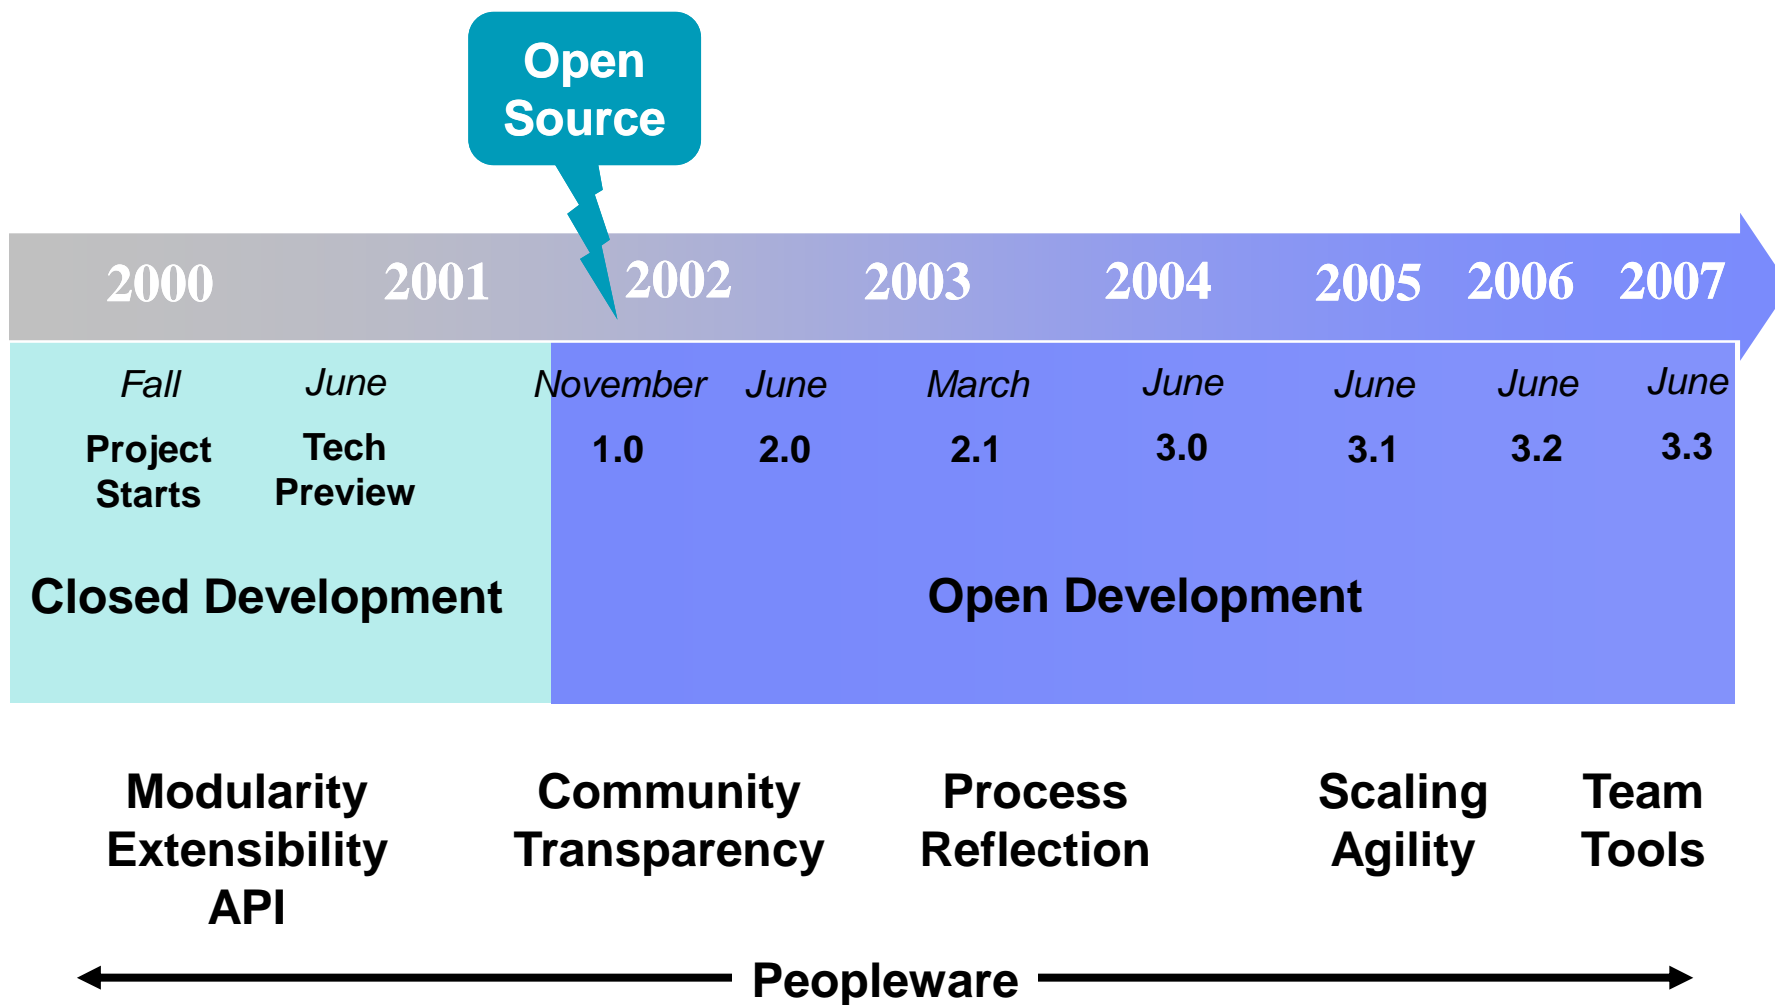 Open
Source
2000 2001 2002 2003 2004 2005 2006 2007
Fall June November June March June June June June
Project Starts Tech Preview 1.0 2.0 2.1 3.0 3.1 3.2 3.3
Closed Development Open Development
Modularity Community Process Scaling Team
Extensibility Transparency Reflection Agility Tools
API
Peopleware